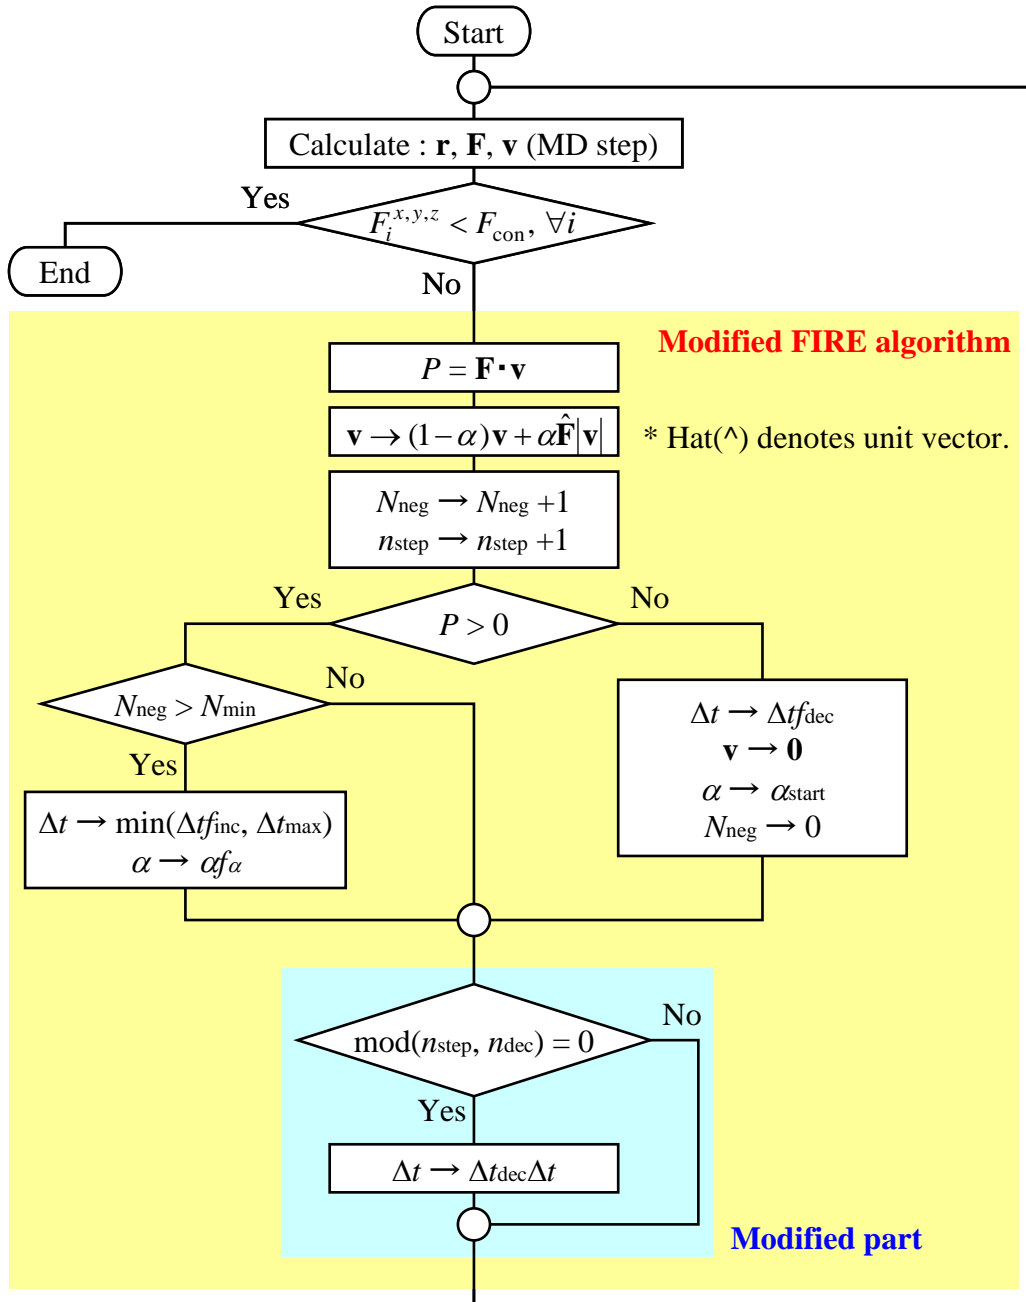 Start
Calculate : r, F, v (MD step)
Yes
F_i^{x,y,z} < F_con, ∀i
End
No
Modified FIRE algorithm
P = F·v
v → (1−α)v + αF̂|v|
* Hat(^) denotes unit vector.
N_neg → N_neg +1
n_step → n_step +1
Yes
No
P > 0
N_neg > N_min
No
Yes
Δt → min(Δtf_inc, Δt_max)
α → αf_α
Δt → Δtf_dec
v → 0
α → α_start
N_neg → 0
mod(n_step, n_dec) = 0
No
Yes
Δt → Δt_decΔt
Modified part